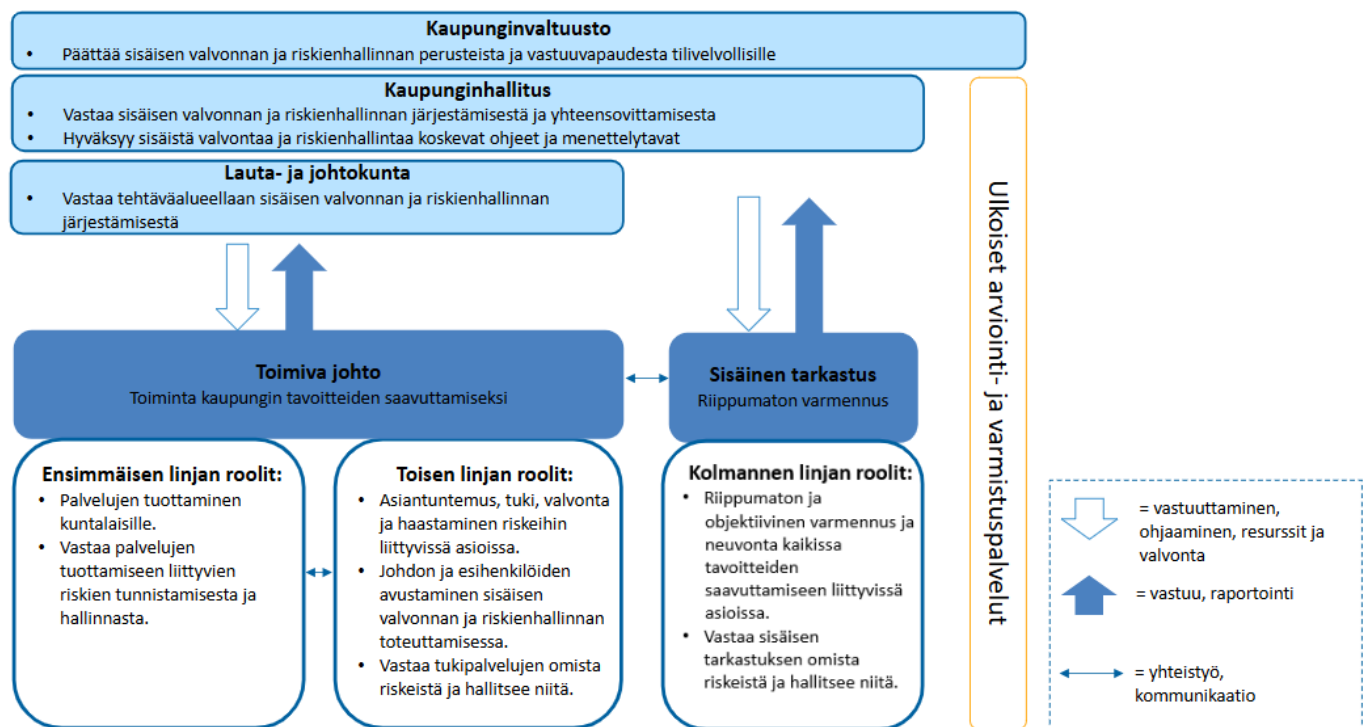 Kaupunginvaltuusto
• Päättää sisäisen valvonnan ja riskienhallinnan perusteista ja vastuuvapaudesta tilivelvollisille
Kaupunginhallitus
• Vastaa sisäisen valvonnan ja riskienhallinnan järjestämisestä ja yhteensovittamisesta
• Hyväksyy sisäistä valvontaa ja riskienhallintaa koskevat ohjeet ja menettelytavat
Lauta- ja johtokunta
• Vastaa tehtäväalueellaan sisäisen valvonnan ja riskienhallinnan
järjestämisestä
Toimiva johto
Toiminta kaupungin tavoitteiden saavuttamiseksi
Sisäinen tarkastus
Riippumaton varmennus
Ensimmäisen linjan roolit:
• Palvelujen tuottaminen
kuntalaisille.
• Vastaa palvelujen
tuottamiseen liittyvien
riskien tunnistamisesta ja
hallinnasta.
Toisen linjan roolit:
• Asiantuntemus, tuki, valvonta
ja haastaminen riskeihin
liittyvissä asioissa.
• Johdon ja esihenkilöiden
avustaminen sisäisen
valvonnan ja riskienhallinnan
toteuttamisessa.
• Vastaa tukipalvelujen omista
riskeistä ja hallitsee niitä.
Kolmannen linjan roolit:
• Riippumaton ja
objektiivinen varmennus ja
neuvonta kaikissa
tavoitteiden
saavuttamiseen liittyvissä
asioissa.
• Vastaa sisäisen
tarkastuksen omista
riskeistä ja hallitsee niitä.
Ulkoiset arviointi- ja varmistuspalvelut
= vastuuttaminen,
ohjaaminen, resurssit ja
valvonta
= vastuu, raportointi
= yhteistyö,
kommunikaatio